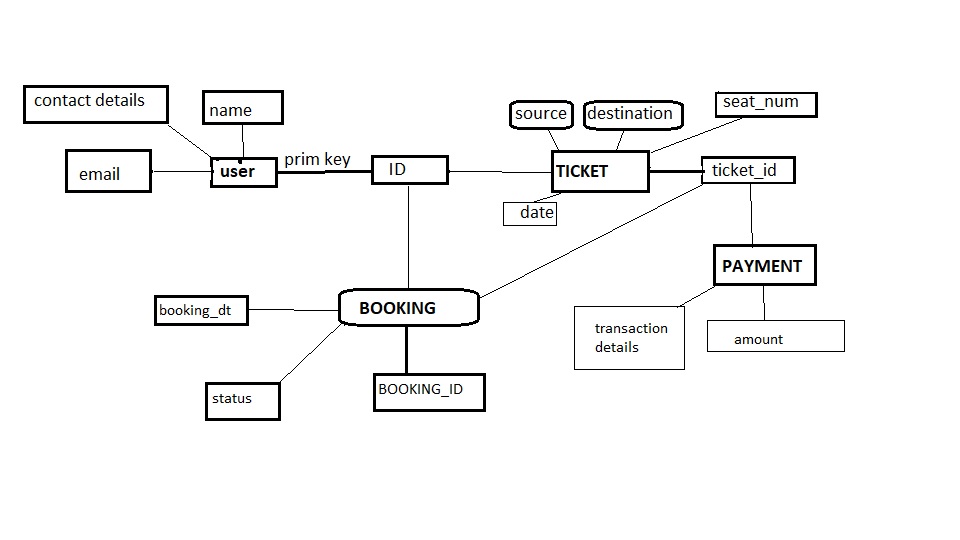 contact details
name
source
destination
seat_num
email
user
prim key
ID
TICKET
ticket_id
date
PAYMENT
booking_dt
BOOKING
transaction
details
amount
status
BOOKING_ID